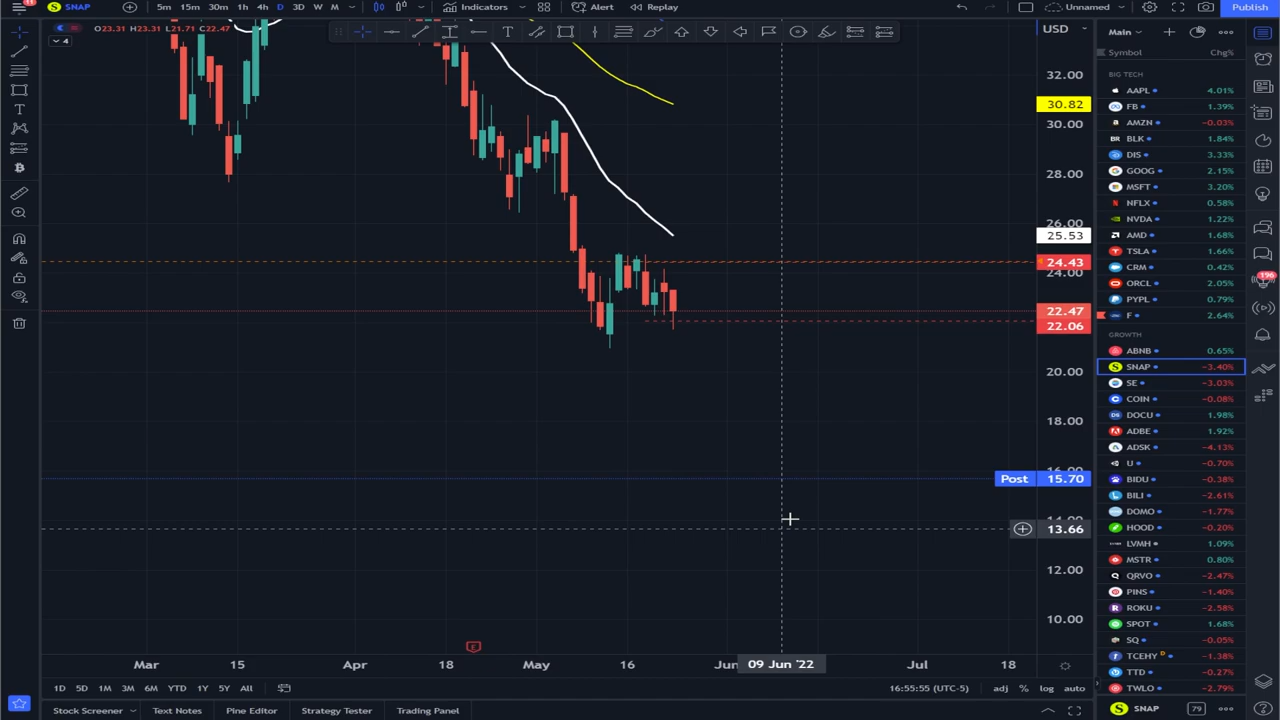 11
SNAP
5m 15m 30m 1h 4h D 3D W M
Indicators
Alert
Replay
Unnamed
Publish
O23.31 H23.31 L21.71 C22.47
4
USD
32.00
30.82
30.00
28.00
26.00
25.53
24.43
24.00
22.47
22.06
20.00
18.00
16.00
Post 15.70
14.00
13.66
12.00
10.00
E
Mar 15 Apr 18 May 16 Jun 09 Jun '22 Jul 18
1D 5D 1M 3M 6M YTD 1Y 5Y All
16:55:55 (UTC-5) adj % log auto
Stock Screener Text Notes Pine Editor Strategy Tester Trading Panel
Main
Symbol Chg%
BIG TECH
AAPL 4.01%
FB 1.39%
AMZN −0.03%
BLK 1.84%
DIS 3.33%
GOOG 2.15%
MSFT 3.20%
NFLX 0.58%
NVDA 1.22%
AMD 1.68%
TSLA 1.66%
CRM 0.42%
ORCL 2.05%
PYPL 0.79%
F 2.64%
GROWTH
ABNB 0.65%
SNAP −3.40%
SE −3.03%
COIN −0.08%
DOCU 1.98%
ADBE 1.92%
ADSK −4.13%
U −0.70%
BIDU −0.38%
BILI −2.61%
DOMO −1.77%
HOOD −0.20%
LVMH 1.09%
MSTR 0.80%
QRVO −2.47%
PINS −1.40%
ROKU −2.58%
SPOT 1.68%
SQ −0.05%
TCEHY D −1.38%
TTD −0.27%
TWLO −2.79%
SNAP 79
196